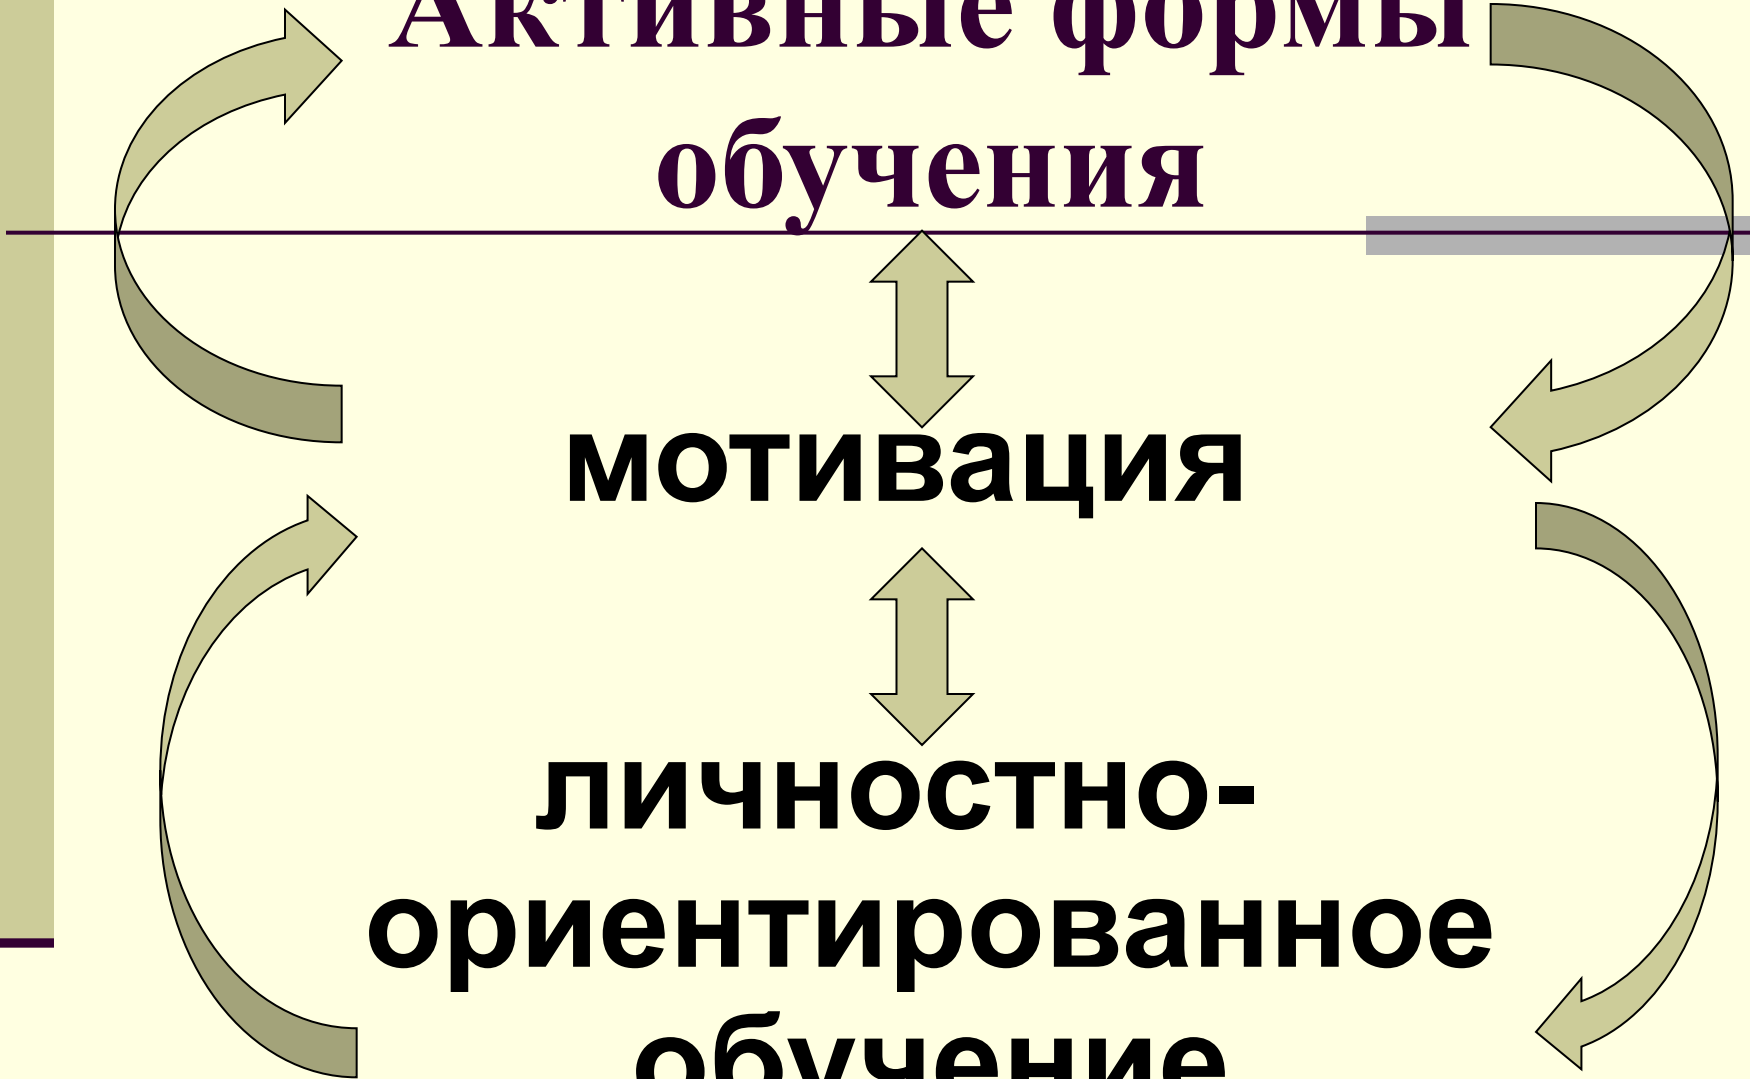 Активные формы
обучения
мотивация
личностно-
ориентированное
обучение